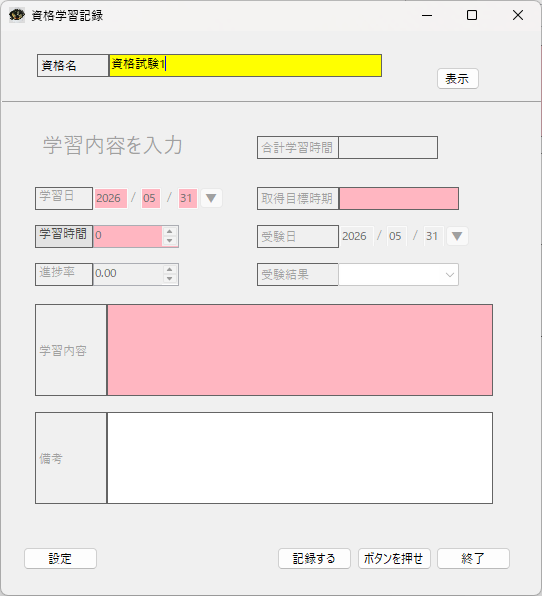 資格学習記録
資格名 資格試験1
表示
学習内容を入力
合計学習時間
学習日 2026 / 05 / 31 ▼
取得目標時期
学習時間 0
受験日 2026 / 05 / 31 ▼
進捗率 0.00
受験結果
学習内容
備考
設定 記録する ボタンを押せ 終了